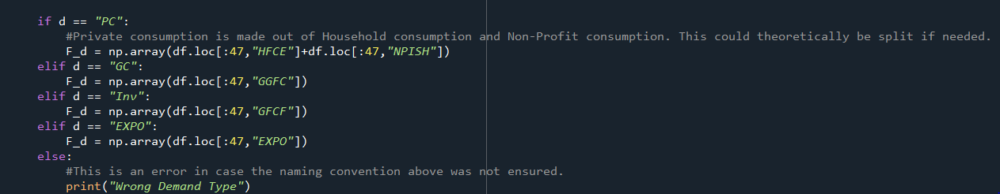 if d == "PC":
#Private consumption is made out of Household consumption and Non-Profit consumption. This could theoretically be split if needed.
F_d = np.array(df.loc[:47,"HFCE"]+df.loc[:47,"NPISH"])
elif d == "GC":
F_d = np.array(df.loc[:47,"GGFC"])
elif d == "Inv":
F_d = np.array(df.loc[:47,"GFCF"])
elif d == "EXPO":
F_d = np.array(df.loc[:47,"EXPO"])
else:
#This is an error in case the naming convention above was not ensured.
print("Wrong Demand Type")